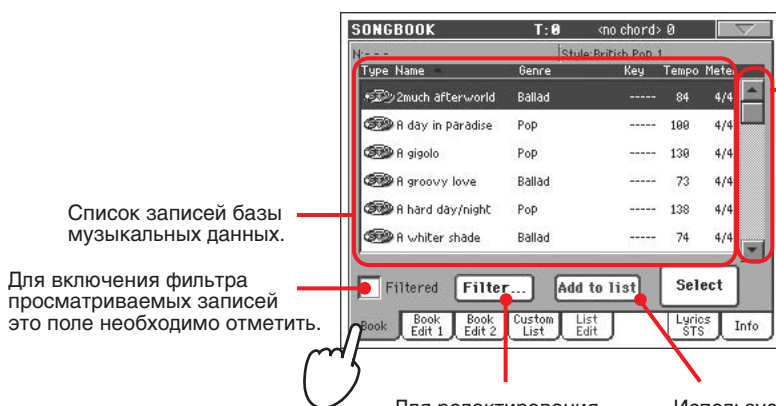 SONGBOOK T:0 <no chord> 0
N:- - - Style:British Pop 1
Type Name Genre Key Tempo Meter
2much afterworld Ballad ----- 84 4/4
A day in paradise Pop ----- 100 4/4
A gigolo Pop ----- 130 4/4
A groovy love Ballad ----- 73 4/4
A hard day/night Pop ----- 138 4/4
A whiter shade Ballad ----- 74 4/4
Список записей базы
музыкальных данных.
Для включения фильтра
просматриваемых записей
это поле необходимо отметить.
Filtered Filter... Add to list Select
Book Book Edit 1 Book Edit 2 Custom List List Edit Lyrics STS Info
Для редактирования